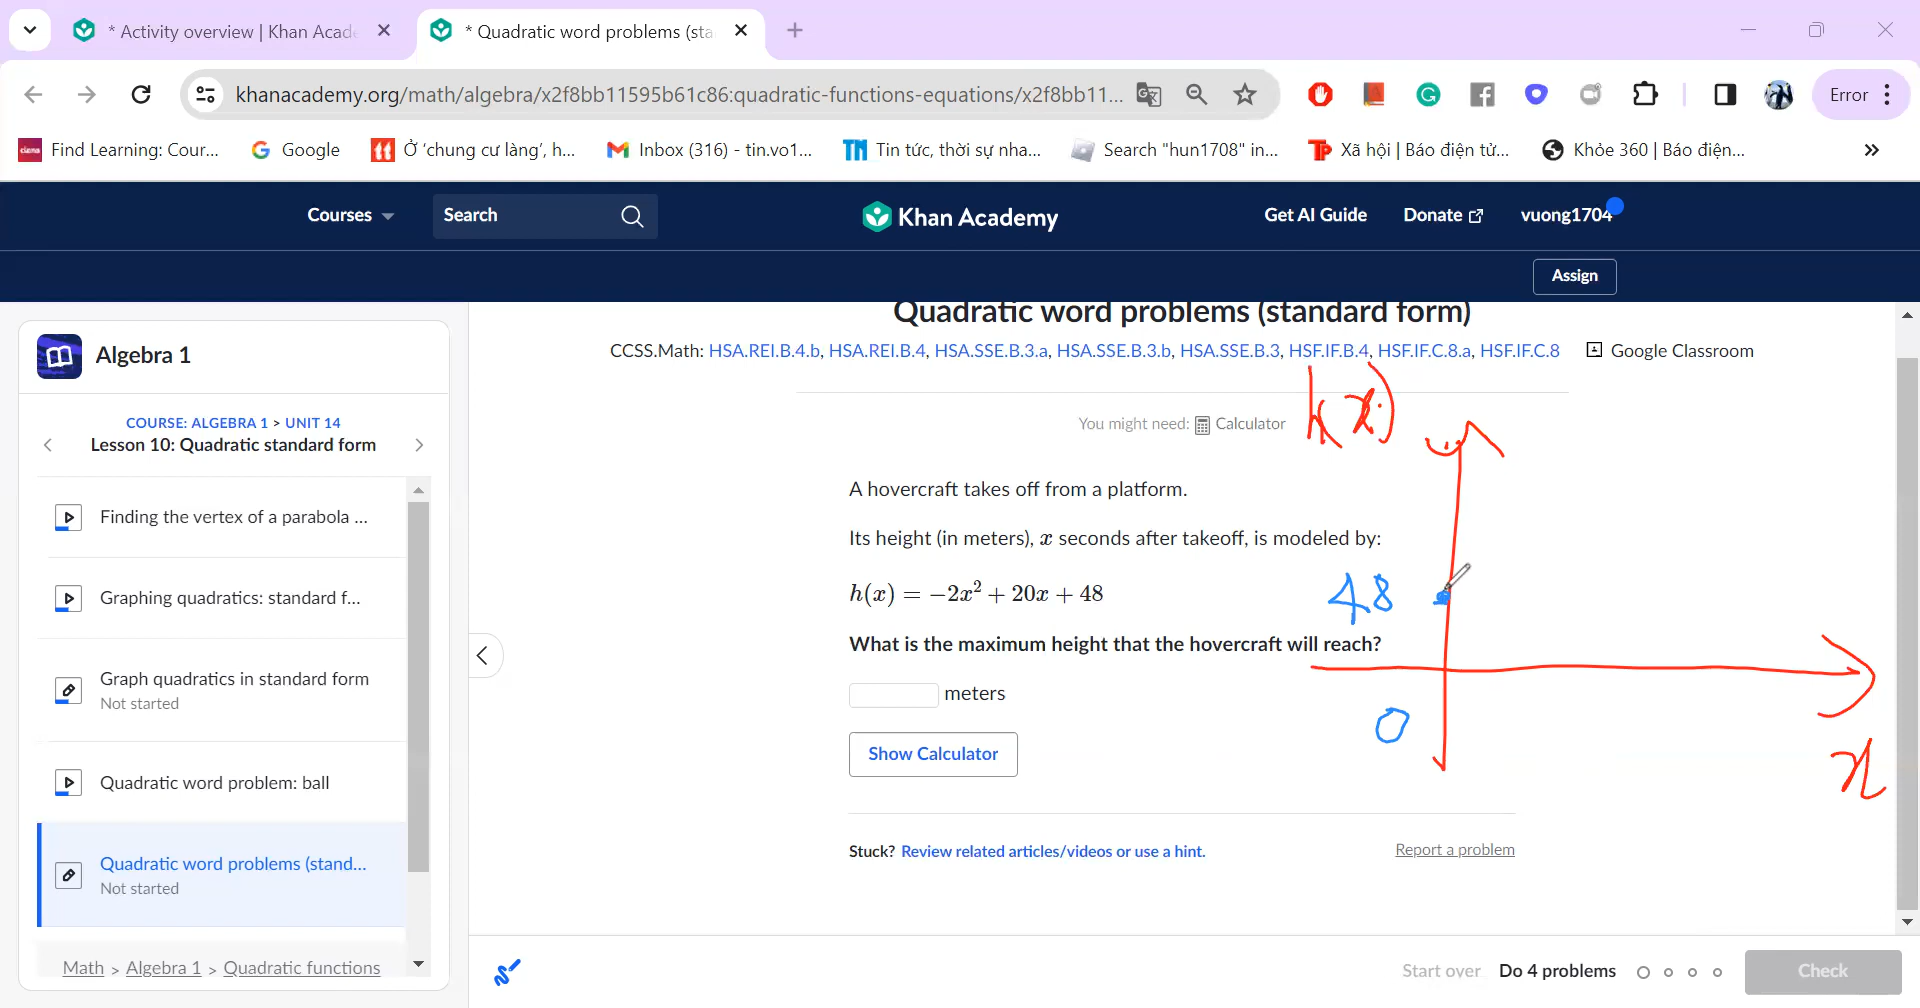 * Activity overview | Khan Acade
* Quadratic word problems (sta
khanacademy.org/math/algebra/x2f8bb11595b61c86:quadratic-functions-equations/x2f8bb11...
Error
Find Learning: Cour...
Google
Ở 'chung cư làng', h...
Inbox (316) - tin.vo1...
TN Tin tức, thời sự nha...
Search "hun1708" in...
Xã hội | Báo điện tử...
Khỏe 360 | Báo điện...
Courses
Search
Khan Academy
Get AI Guide
Donate
vuong1704
Assign
Algebra 1
COURSE: ALGEBRA 1 > UNIT 14
Lesson 10: Quadratic standard form
Finding the vertex of a parabola ...
Graphing quadratics: standard f...
Graph quadratics in standard form
Not started
Quadratic word problem: ball
Quadratic word problems (stand...
Not started
Math > Algebra 1 > Quadratic functions
Quadratic word problems (standard form)
CCSS.Math: HSA.REI.B.4.b, HSA.REI.B.4, HSA.SSE.B.3.a, HSA.SSE.B.3.b, HSA.SSE.B.3, HSF.IF.B.4, HSF.IF.C.8.a, HSF.IF.C.8
Google Classroom
You might need: Calculator
h(x)
A hovercraft takes off from a platform.
Its height (in meters), x seconds after takeoff, is modeled by:
h(x) = −2x² + 20x + 48
48
What is the maximum height that the hovercraft will reach?
meters
0
x
Show Calculator
Stuck? Review related articles/videos or use a hint.
Report a problem
Start over
Do 4 problems
Check